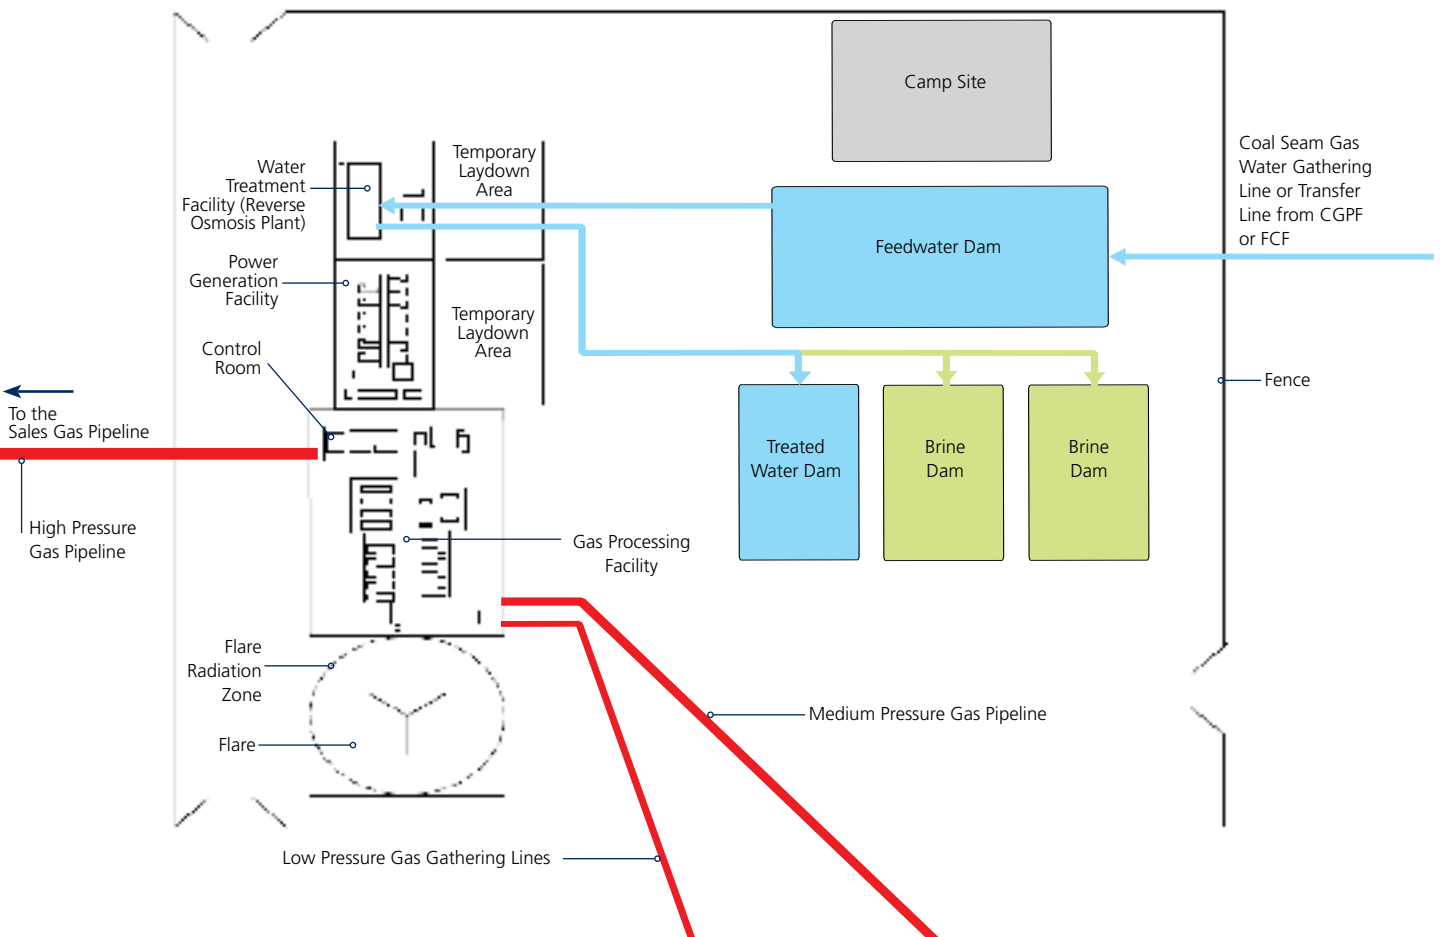 Camp Site
Coal Seam Gas
Water Gathering
Line or Transfer
Line from CGPF
or FCF
Water
Treatment
Facility (Reverse
Osmosis Plant)
Temporary
Laydown
Area
Feedwater Dam
Power
Generation
Facility
Temporary
Laydown
Area
Control
Room
Fence
To the
Sales Gas Pipeline
Treated
Water Dam
Brine
Dam
Brine
Dam
High Pressure
Gas Pipeline
Gas Processing
Facility
Flare
Radiation
Zone
Medium Pressure Gas Pipeline
Flare
Low Pressure Gas Gathering Lines